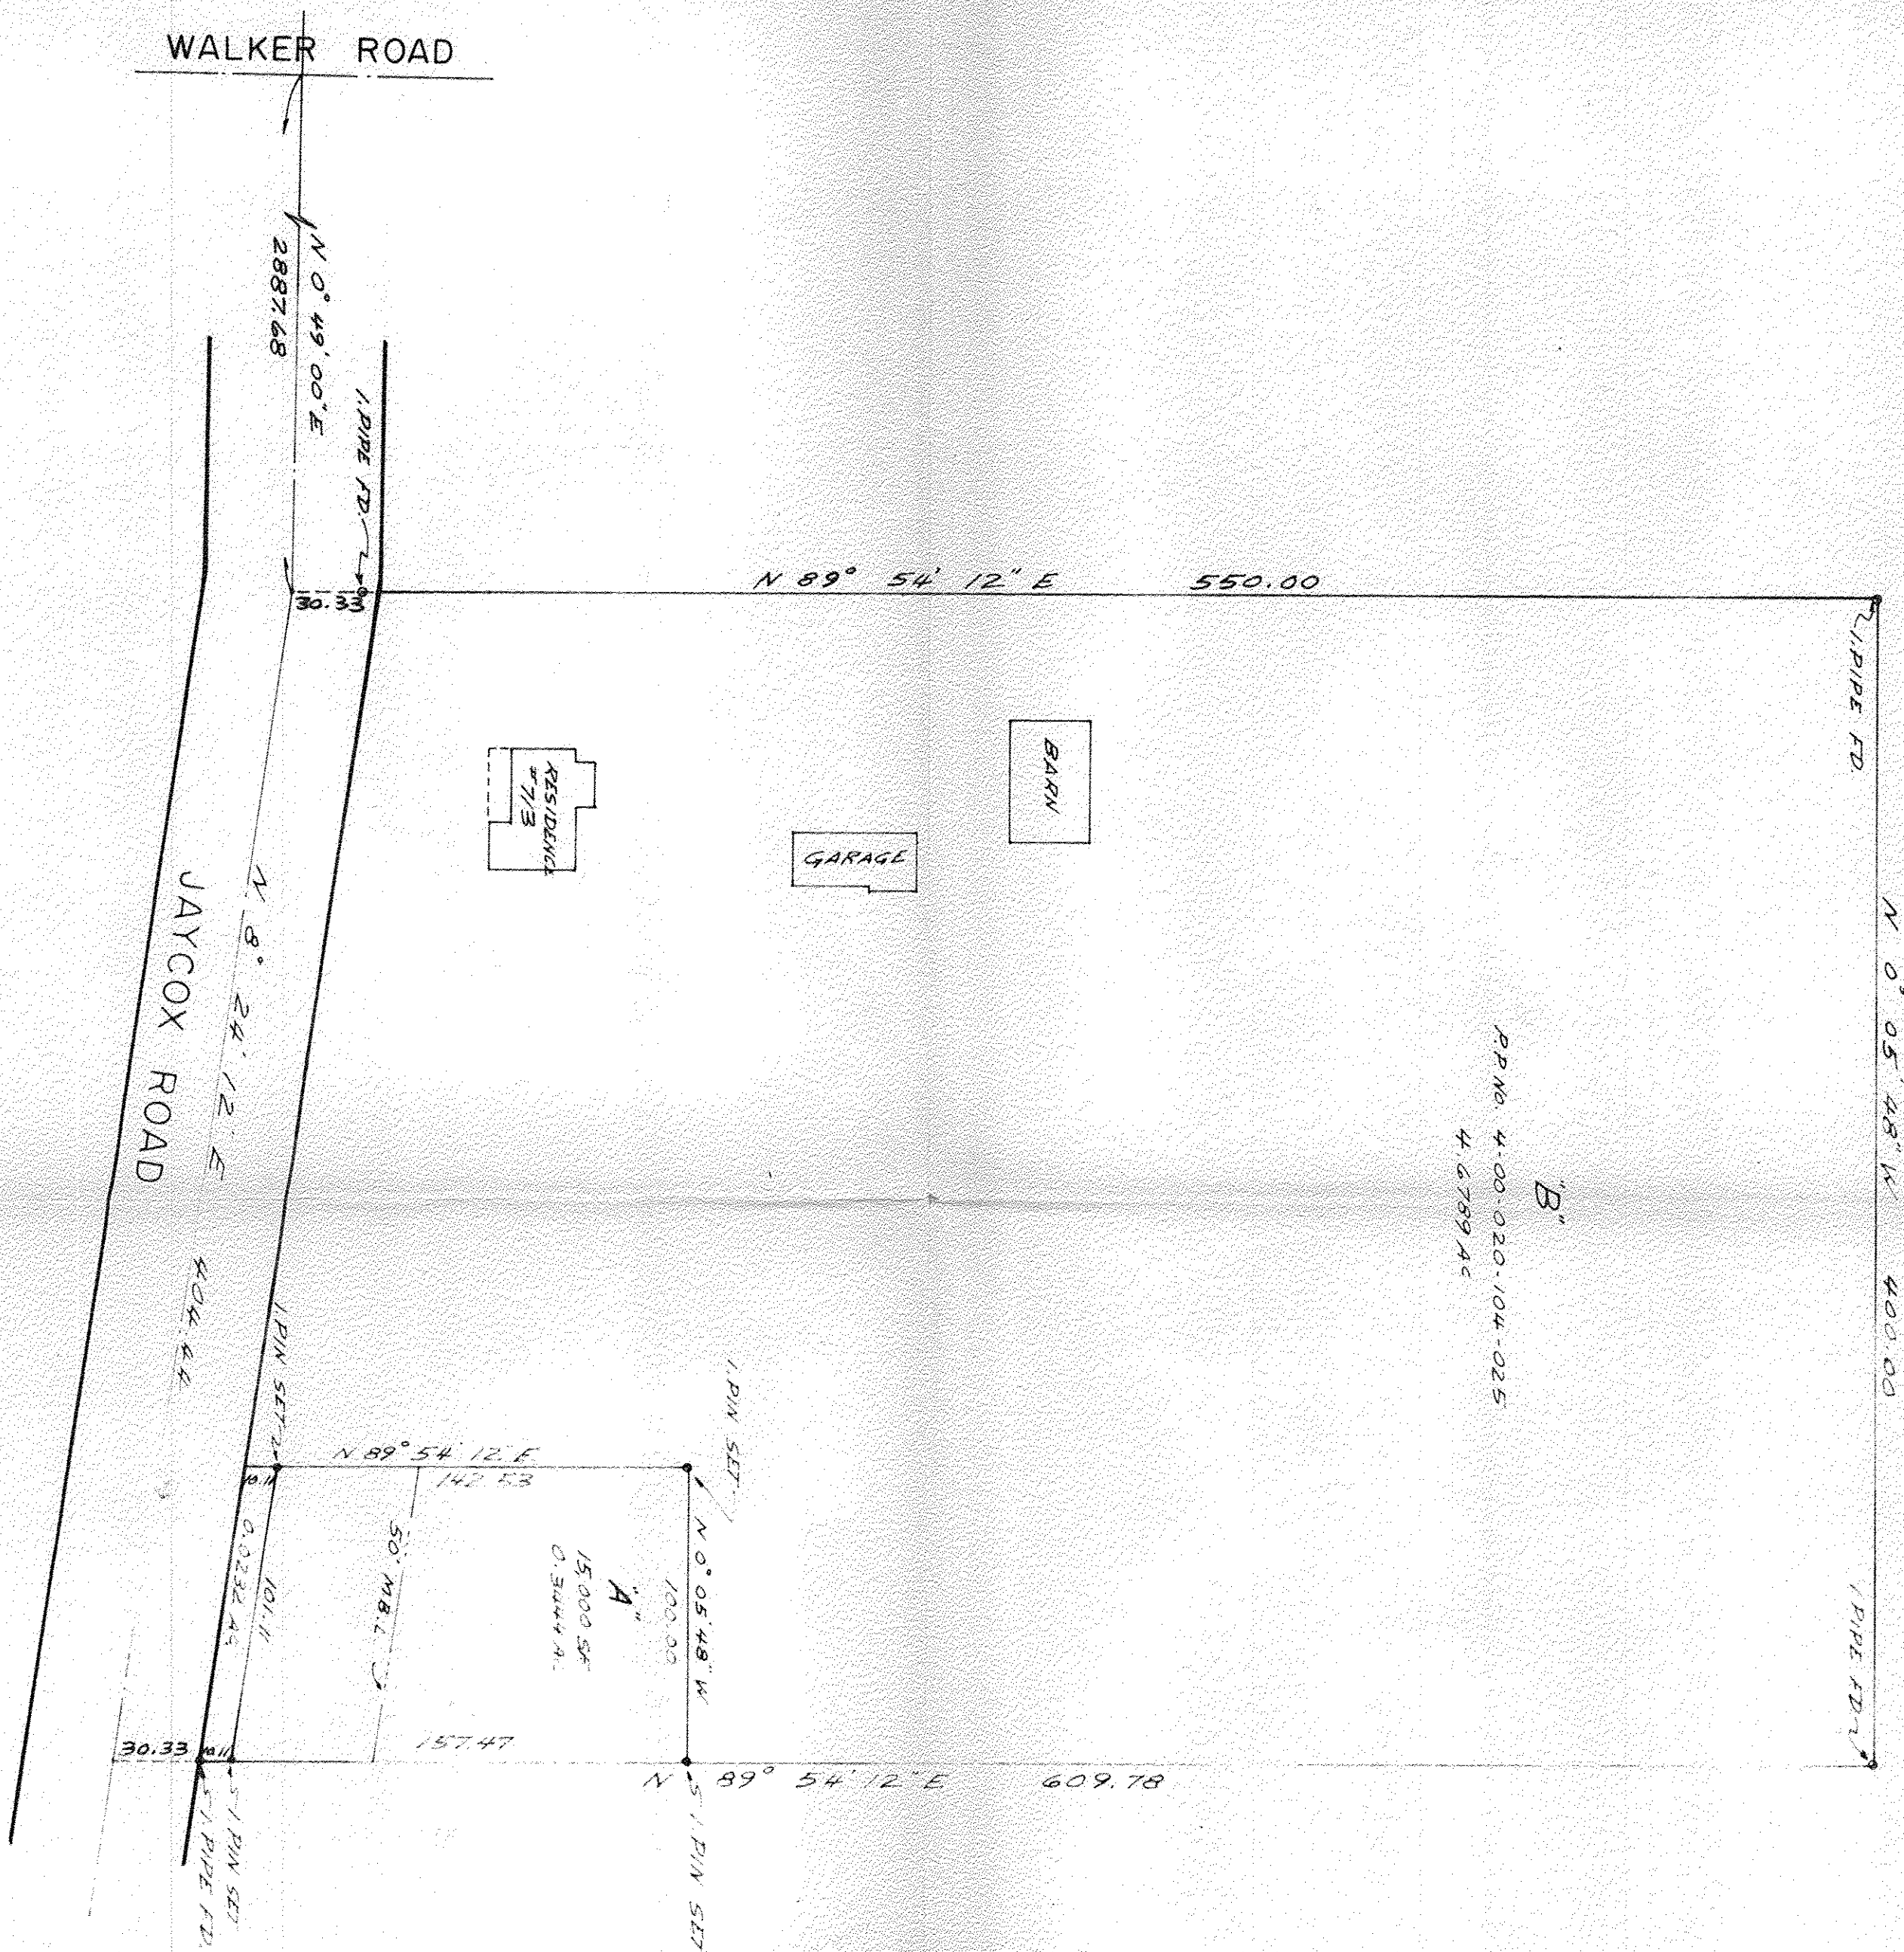 WALKER ROAD
N 0° 49' 00" E
2887.68
I.PIPE FD.
30.33
N 89° 54' 12" E 550.00
I.PIPE FD.
RESIDENCE
#713
GARAGE
BARN
N 0° 05' 48" W 400.00
"B"
P.P. No. 4-00-020-104-025
4.6789 AC
N 8° 24' 12" E 404.44
JAYCOX ROAD
I.PIN SET
N 89° 54' 12" E
142.53
10.11
I.PIN SET
N 0° 05' 48" W
100.00
"A"
15,000 SF
0.3444 A.
50' M.B.L.
101.11
0.0232 AC.
30.33
10.11
157.47
N 89° 54' 12" E 609.78
I PIPE FD.
I.PIN SET
I.PIPE FD.
I.PIN SET